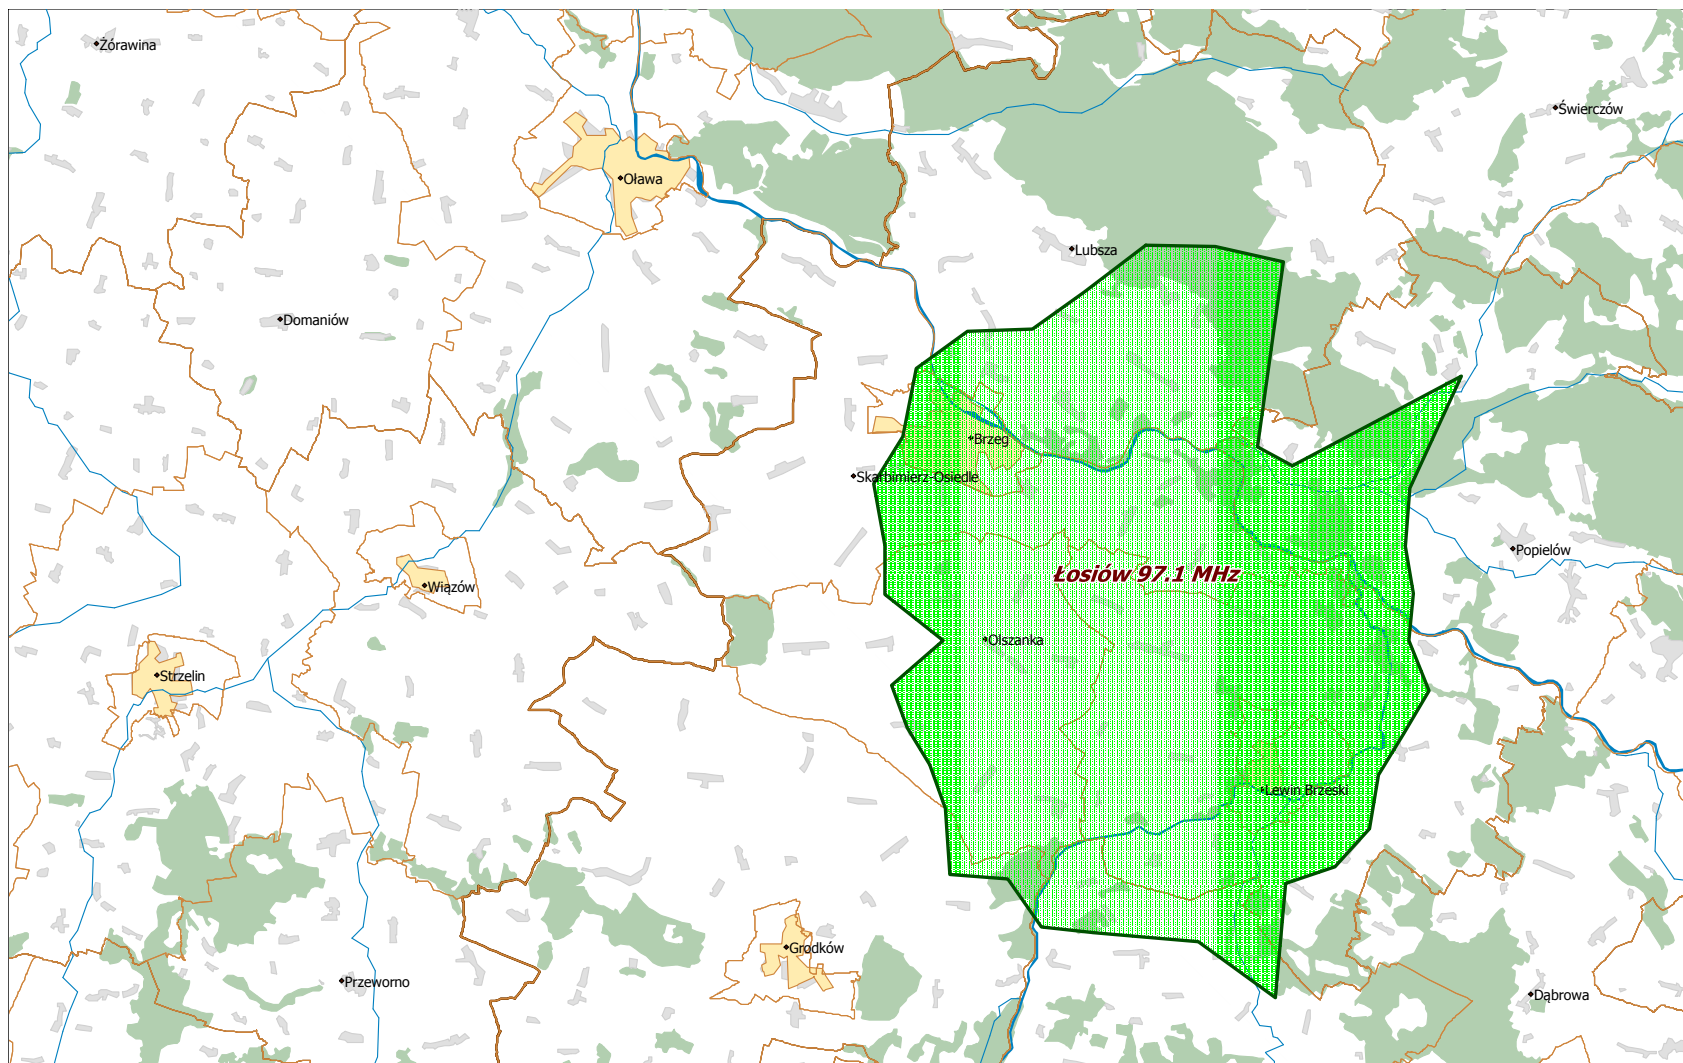 Żórawina
Świerczów
Oława
Lubsza
Domaniów
Brzeg
Skarbimierz-Osiedle
Popielów
Łosiów 97.1 MHz
Wiązów
Olszanka
Strzelin
Lewin Brzeski
Grodków
Przeworno
Dąbrowa